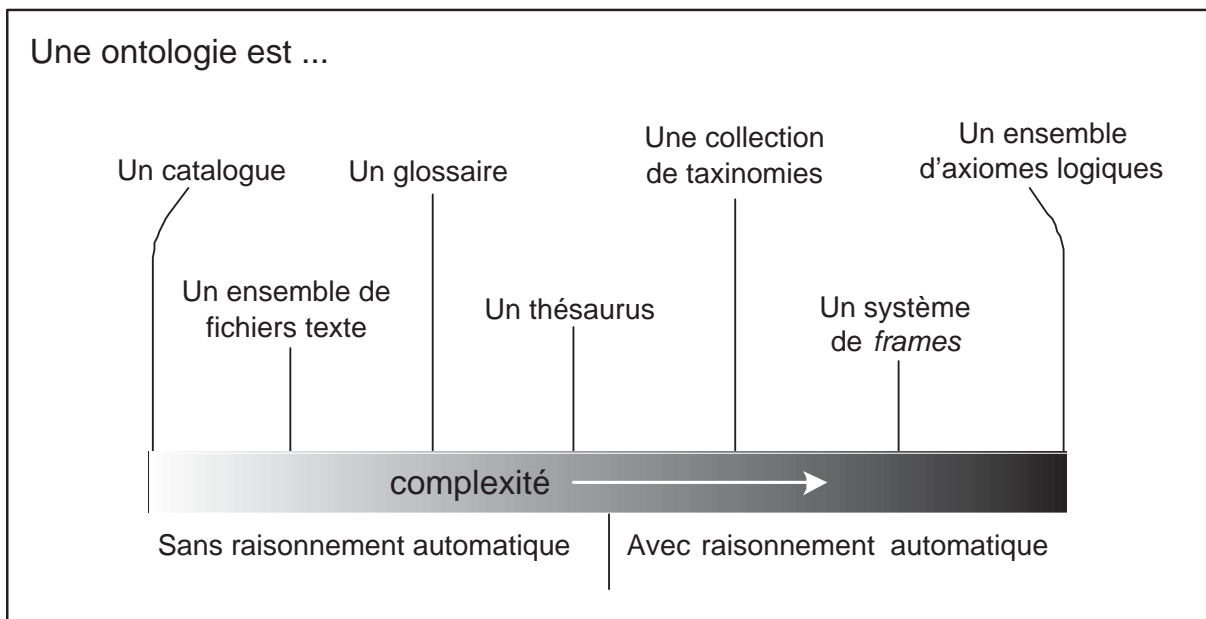 Une ontologie est ...
Un catalogue
Un glossaire
Une collection
de taxinomies
Un ensemble
d'axiomes logiques
Un ensemble de
fichiers texte
Un thésaurus
Un système
de frames
complexité
Sans raisonnement automatique
Avec raisonnement automatique